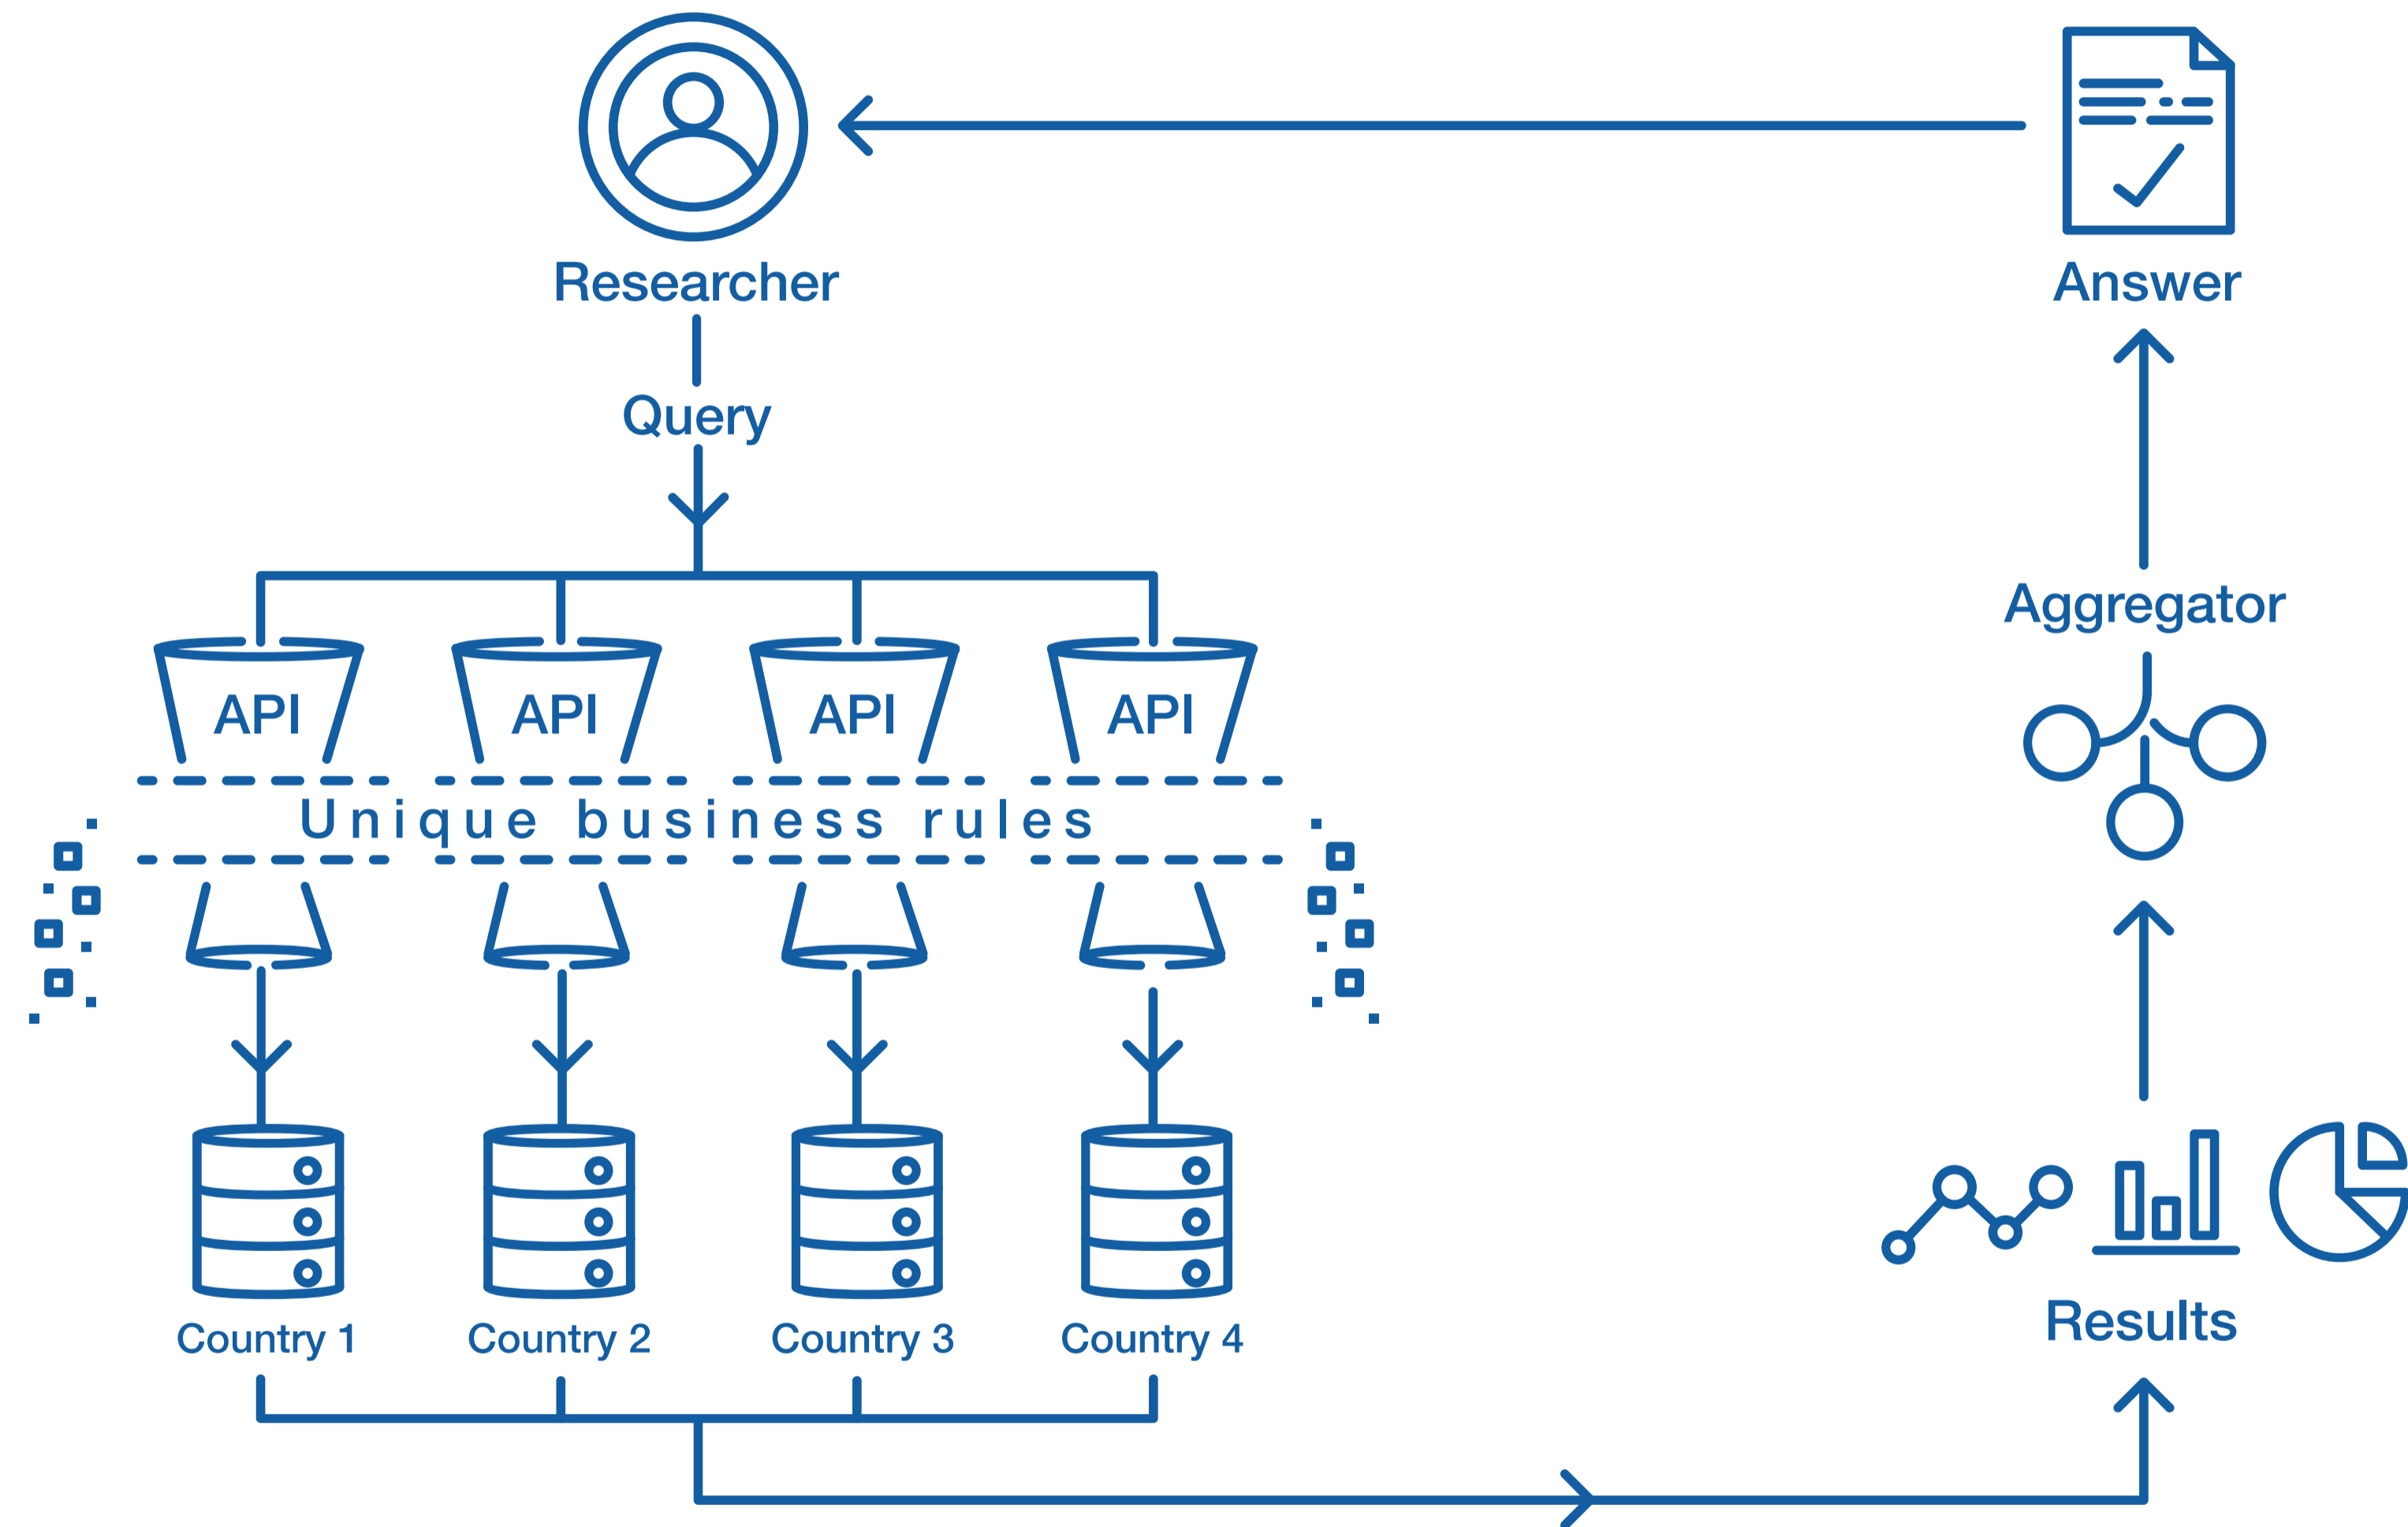 Researcher
Answer
Query
Aggregator
API API API API
Unique business rules
Results
Country 1 Country 2 Country 3 Country 4